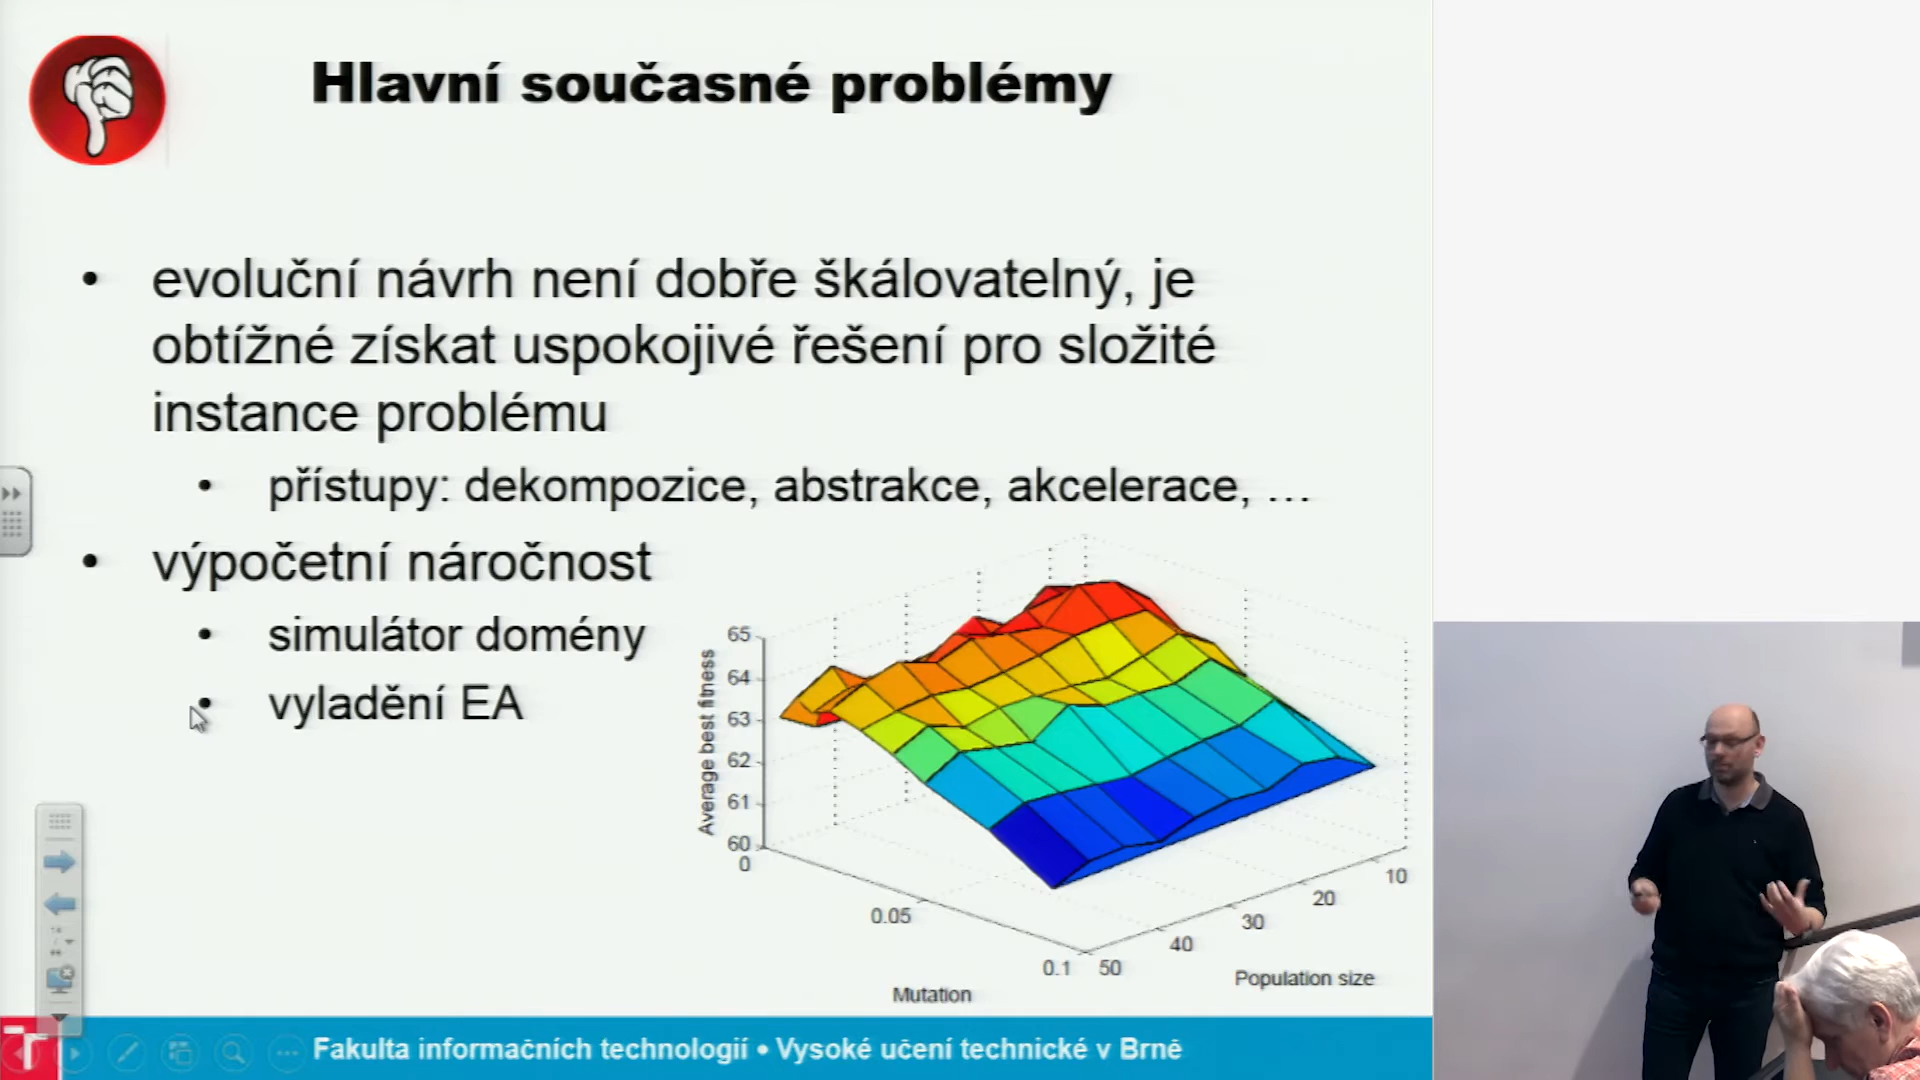 Hlavní současné problémy
• evoluční návrh není dobře škálovatelný, je
obtížné získat uspokojivé řešení pro složité
instance problému
• přístupy: dekompozice, abstrakce, akcelerace, …
• výpočetní náročnost
• simulátor domény
• vyladění EA
Average best fitness
65
64
63
62
61
60
0
0.05
0.1
Mutation
50
40
30
20
10
Population size
Fakulta informačních technologií • Vysoké učení technické v Brně